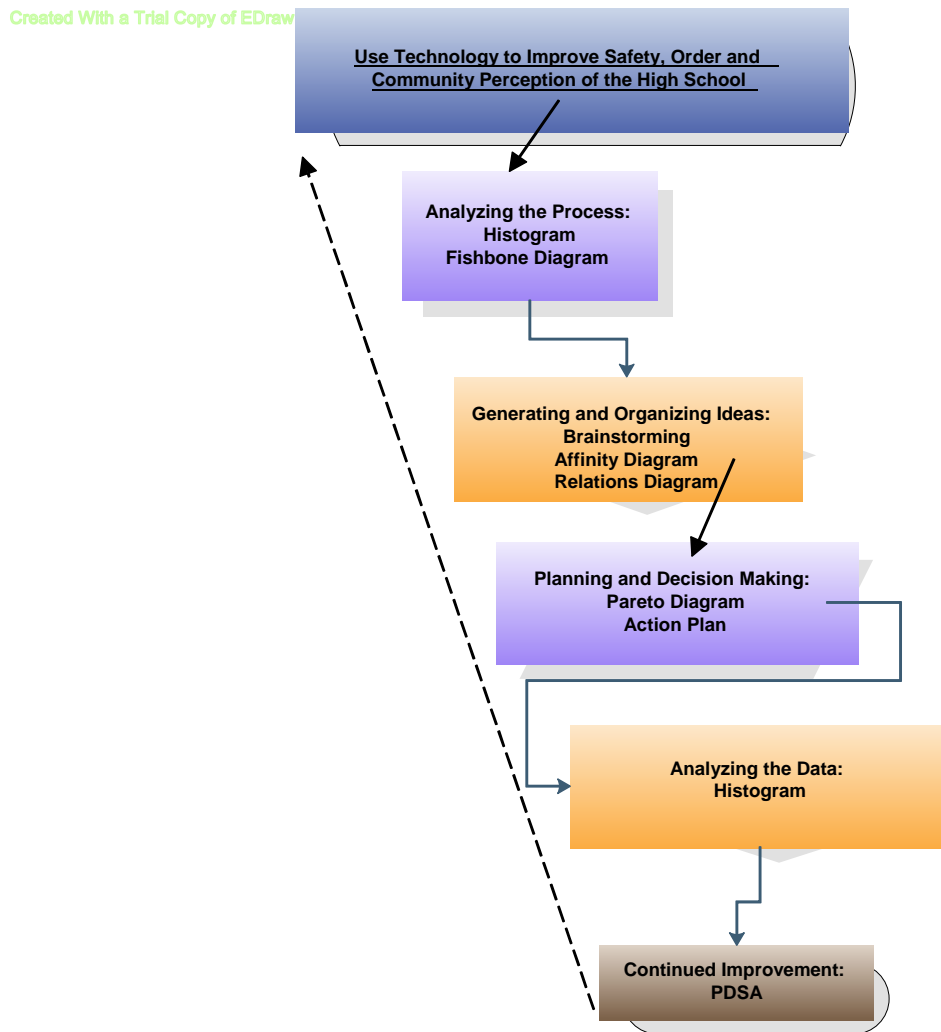 Created With a Trial Copy of EDraw
Use Technology to Improve Safety, Order and
Community Perception of the High School
Analyzing the Process:
Histogram
Fishbone Diagram
Generating and Organizing Ideas:
Brainstorming
Affinity Diagram
Relations Diagram
Planning and Decision Making:
Pareto Diagram
Action Plan
Analyzing the Data:
Histogram
Continued Improvement:
PDSA